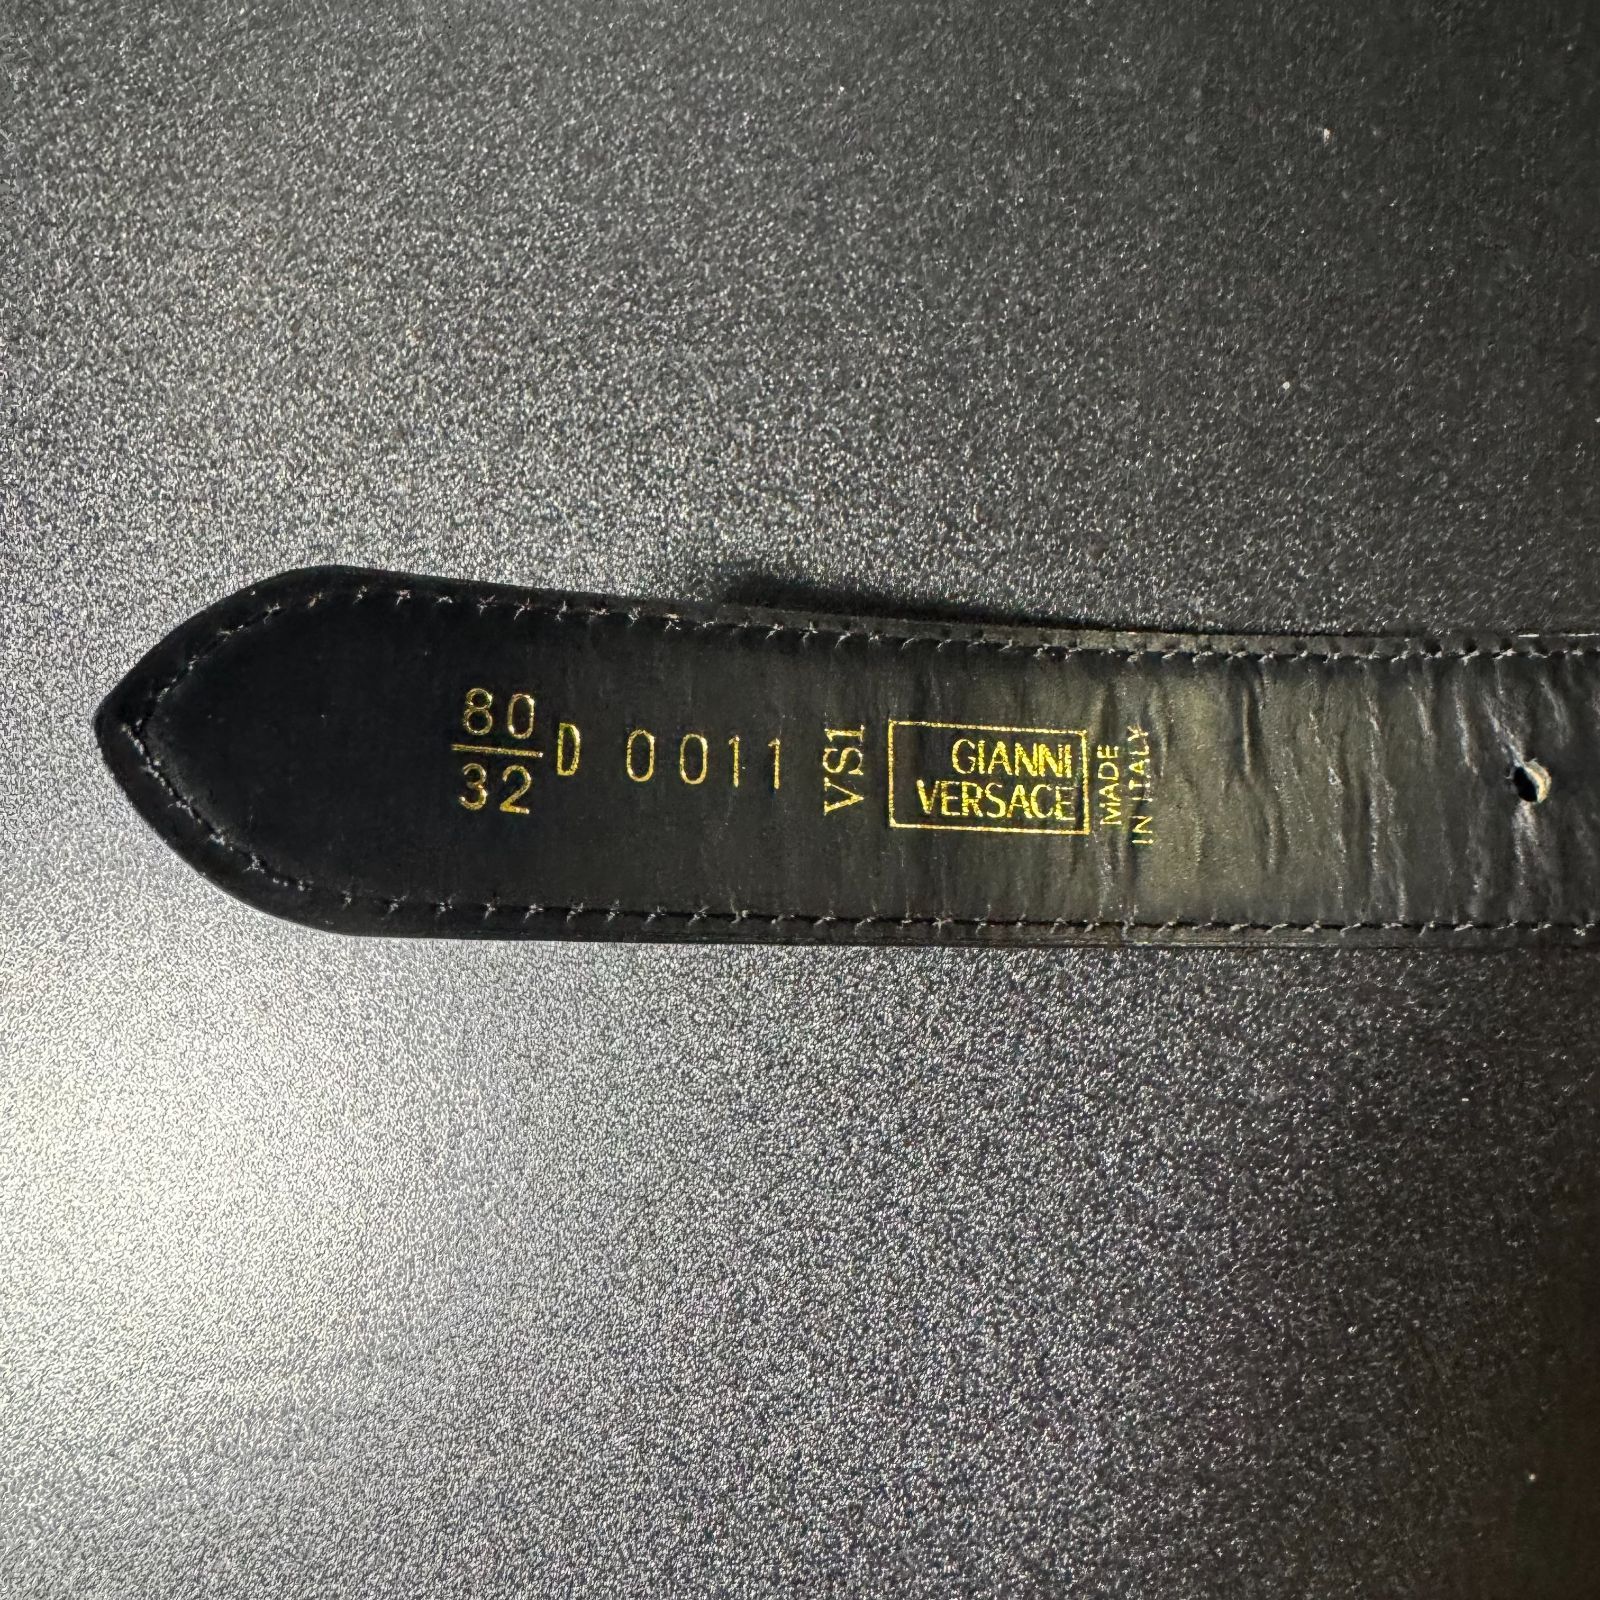 80
32
D 0011
VS1
GIANNI
VERSACE
MADE
IN ITALY